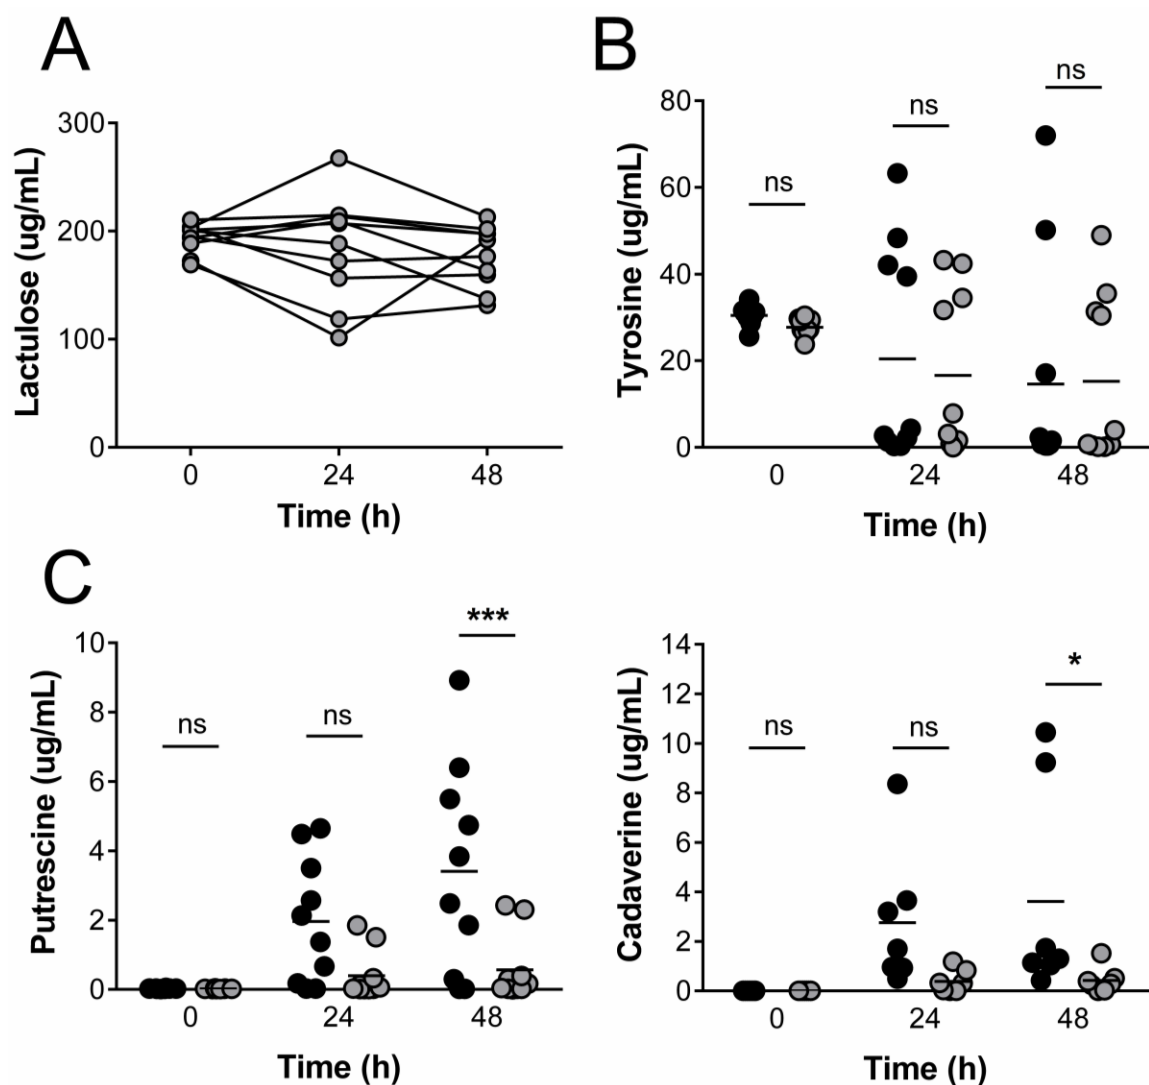 A
Lactulose (ug/mL)
300
200
100
0
0 24 48
Time (h)
B
Tyrosine (ug/mL)
80
60
40
20
0
ns
ns
ns
0 24 48
Time (h)
C
Putrescine (ug/mL)
10
8
6
4
2
0
ns
ns
***
0 24 48
Time (h)
Cadaverine (ug/mL)
14
12
10
8
6
4
2
0
ns
ns
*
0 24 48
Time (h)